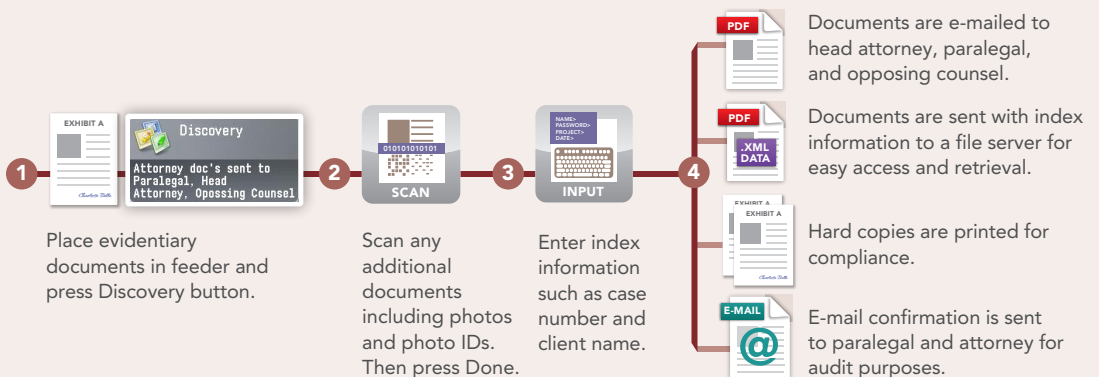 1
EXHIBIT A
Charlotte Bills
Discovery
Attorney doc's sent to
Paralegal, Head
Attorney, Opossing Counsel
Place evidentiary
documents in feeder and
press Discovery button.
2
010101010101
SCAN
Scan any
additional
documents
including photos
and photo IDs.
Then press Done.
3
NAME>
PASSWORD>
PROJECT>
DATE>
INPUT
Enter index
information
such as case
number and
client name.
4
PDF
Documents are e-mailed to
head attorney, paralegal,
and opposing counsel.
PDF
.XML
DATA
Documents are sent with index
information to a file server for
easy access and retrieval.
EXHIBIT A
EXHIBIT A
Hard copies are printed for
compliance.
E-MAIL
@
E-mail confirmation is sent
to paralegal and attorney for
audit purposes.